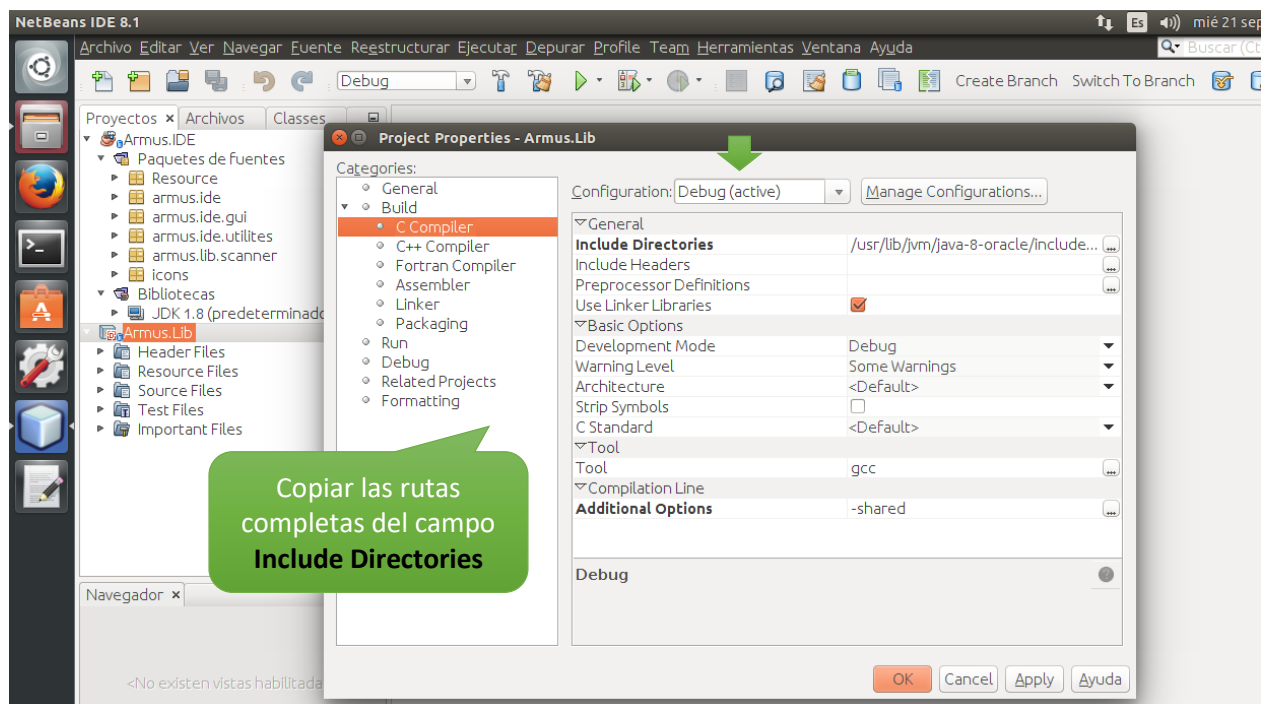 NetBeans IDE 8.1
Es
mié 21 sep
Archivo Editar Ver Navegar Fuente Reestructurar Ejecutar Depurar Profile Team Herramientas Ventana Ayuda
Buscar (Ct
Debug
Create Branch
Switch To Branch
Proyectos
Archivos
Classes
Armus.IDE
Paquetes de fuentes
Resource
armus.ide
armus.ide.gui
armus.ide.utilites
armus.lib.scanner
icons
Bibliotecas
JDK 1.8 (predeterminado
Armus.Lib
Header Files
Resource Files
Source Files
Test Files
Important Files
Navegador
<No existen vistas habilitada
Project Properties - Armus.Lib
Categories:
General
Build
C Compiler
C++ Compiler
Fortran Compiler
Assembler
Linker
Packaging
Run
Debug
Related Projects
Formatting
Configuration: Debug (active)
Manage Configurations...
General
Include Directories /usr/lib/jvm/java-8-oracle/include...
Include Headers
Preprocessor Definitions
Use Linker Libraries
Basic Options
Development Mode Debug
Warning Level Some Warnings
Architecture <Default>
Strip Symbols
C Standard <Default>
Tool
Tool gcc
Compilation Line
Additional Options -shared
Debug
OK
Cancel
Apply
Ayuda
Copiar las rutas
completas del campo
Include Directories